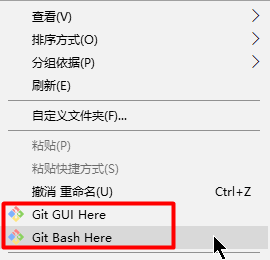 查看(V)
排序方式(O)
分组依据(P)
刷新(E)
自定义文件夹(F)...
粘贴(P)
粘贴快捷方式(S)
撤消 重命名(U) Ctrl+Z
Git GUI Here
Git Bash Here